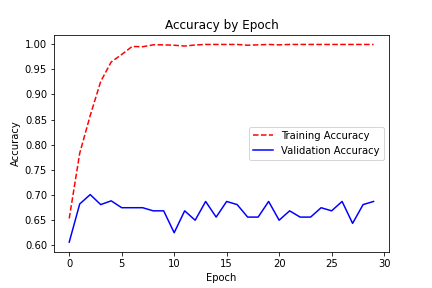 Accuracy by Epoch
1.00
0.95
0.90
0.85
0.80
0.75
0.70
0.65
0.60
Accuracy
Training Accuracy
Validation Accuracy
0 5 10 15 20 25 30
Epoch